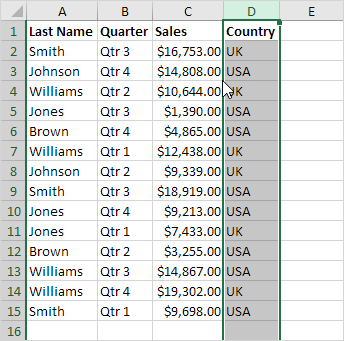 A B C D E
1 Last Name Quarter Sales Country
2 Smith Qtr 3 $16,753.00 UK
3 Johnson Qtr 4 $14,808.00 USA
4 Williams Qtr 2 $10,644.00 UK
5 Jones Qtr 3 $1,390.00 USA
6 Brown Qtr 4 $4,865.00 USA
7 Williams Qtr 1 $12,438.00 UK
8 Johnson Qtr 2 $9,339.00 UK
9 Smith Qtr 3 $18,919.00 USA
10 Jones Qtr 4 $9,213.00 USA
11 Jones Qtr 1 $7,433.00 UK
12 Brown Qtr 2 $3,255.00 USA
13 Williams Qtr 3 $14,867.00 USA
14 Williams Qtr 4 $19,302.00 UK
15 Smith Qtr 1 $9,698.00 USA
16